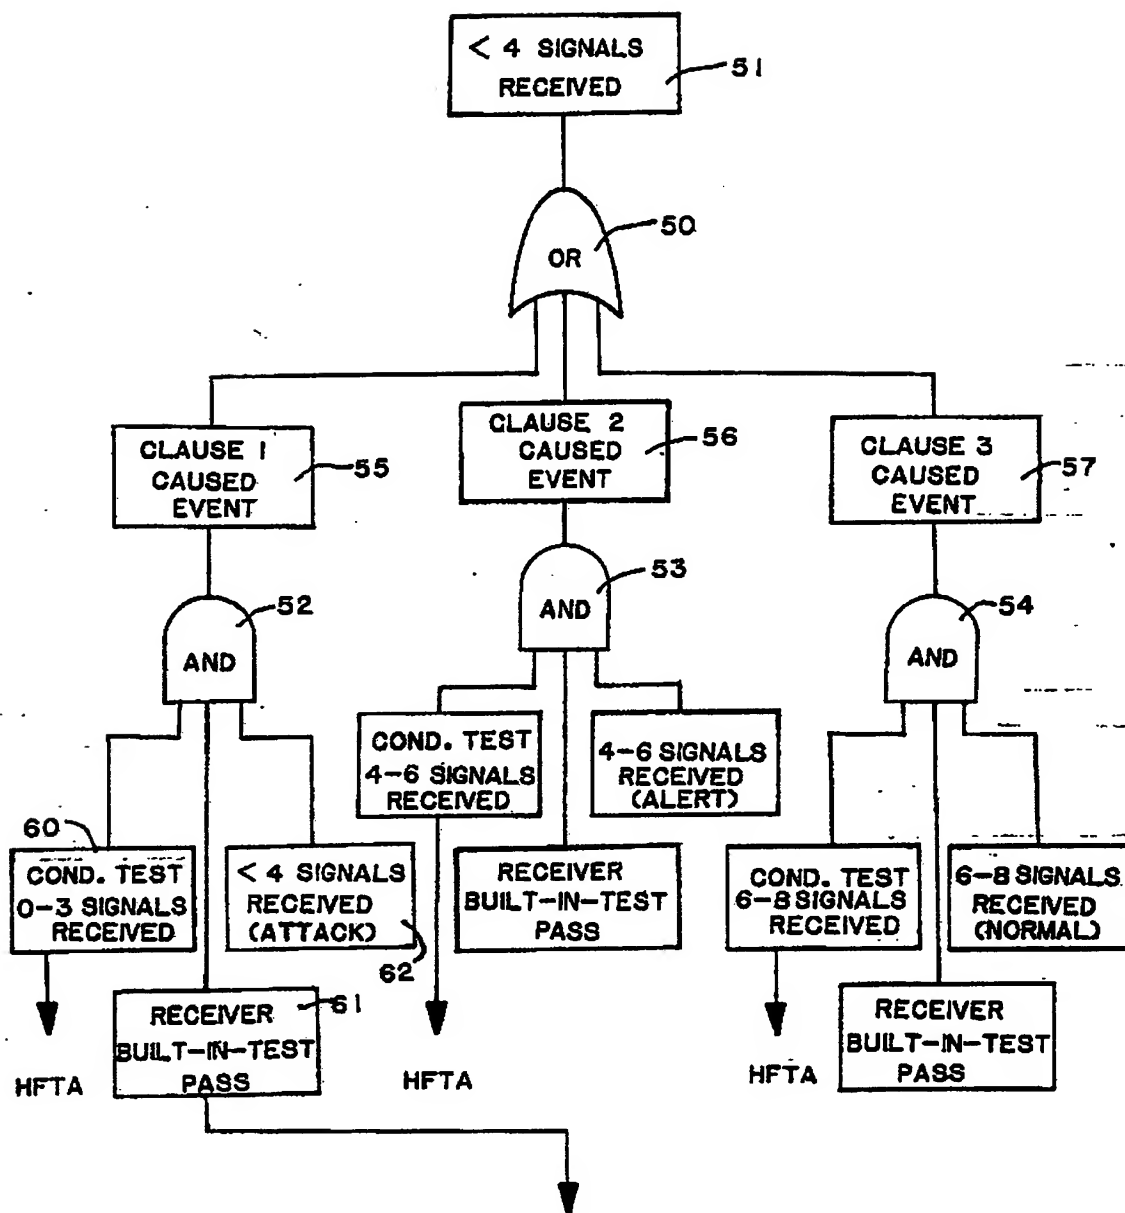 < 4 SIGNALS
RECEIVED
51
50
OR
CLAUSE 1
CAUSED
EVENT
55
CLAUSE 2
CAUSED
EVENT
56
CLAUSE 3
CAUSED
EVENT
57
AND
52
AND
53
AND
54
COND. TEST
4-6 SIGNALS
RECEIVED
4-6 SIGNALS
RECEIVED
(ALERT)
60
COND. TEST
0-3 SIGNALS
RECEIVED
< 4 SIGNALS
RECEIVED
(ATTACK)
62
RECEIVER
BUILT-IN-TEST
PASS
COND. TEST
6-8 SIGNALS
RECEIVED
6-8 SIGNALS
RECEIVED
(NORMAL)
RECEIVER
BUILT-IN-TEST
PASS
61
RECEIVER
BUILT-IN-TEST
PASS
HFTA
HFTA
HFTA